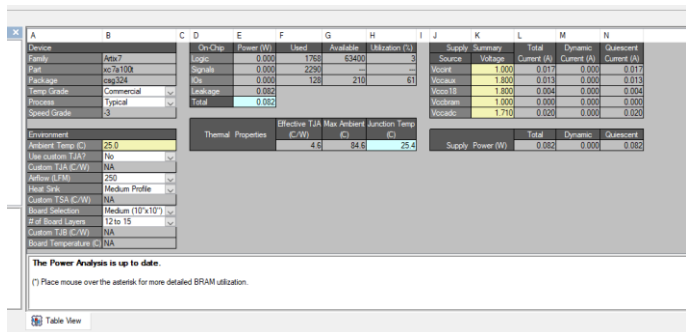 A B C D E F G H I J K L M N
Device On-Chip Power (W) Used Available Utilization (%) Supply Summary Total Dynamic Quiescent
Family Artix7 Logic 0.000 1768 63400 3 Source Voltage Current (A) Current (A) Current (A)
Part xc7a100t Signals 0.000 2290 --- --- Vccint 1.000 0.017 0.000 0.017
Package csg324 IOs 0.000 128 210 61 Vccaux 1.800 0.013 0.000 0.013
Temp Grade Commercial Leakage 0.082 Vcco18 1.800 0.004 0.000 0.004
Process Typical Total 0.082 Vccbram 1.000 0.000 0.000 0.000
Speed Grade -3 Vccadc 1.710 0.020 0.000 0.020
Effective TJA Max Ambient Junction Temp
Environment Thermal Properties (C/W) (C) (C) Total Dynamic Quiescent
Ambient Temp (C) 25.0 4.6 84.6 25.4 Supply Power (W) 0.082 0.000 0.082
Use custom TJA? No
Custom TJA (C/W) NA
Airflow (LFM) 250
Heat Sink Medium Profile
Custom TSA (C/W) NA
Board Selection Medium (10"x10")
# of Board Layers 12 to 15
Custom TJB (C/W) NA
Board Temperature (C) NA
The Power Analysis is up to date.
(*) Place mouse over the asterisk for more detailed BRAM utilization.
Table View